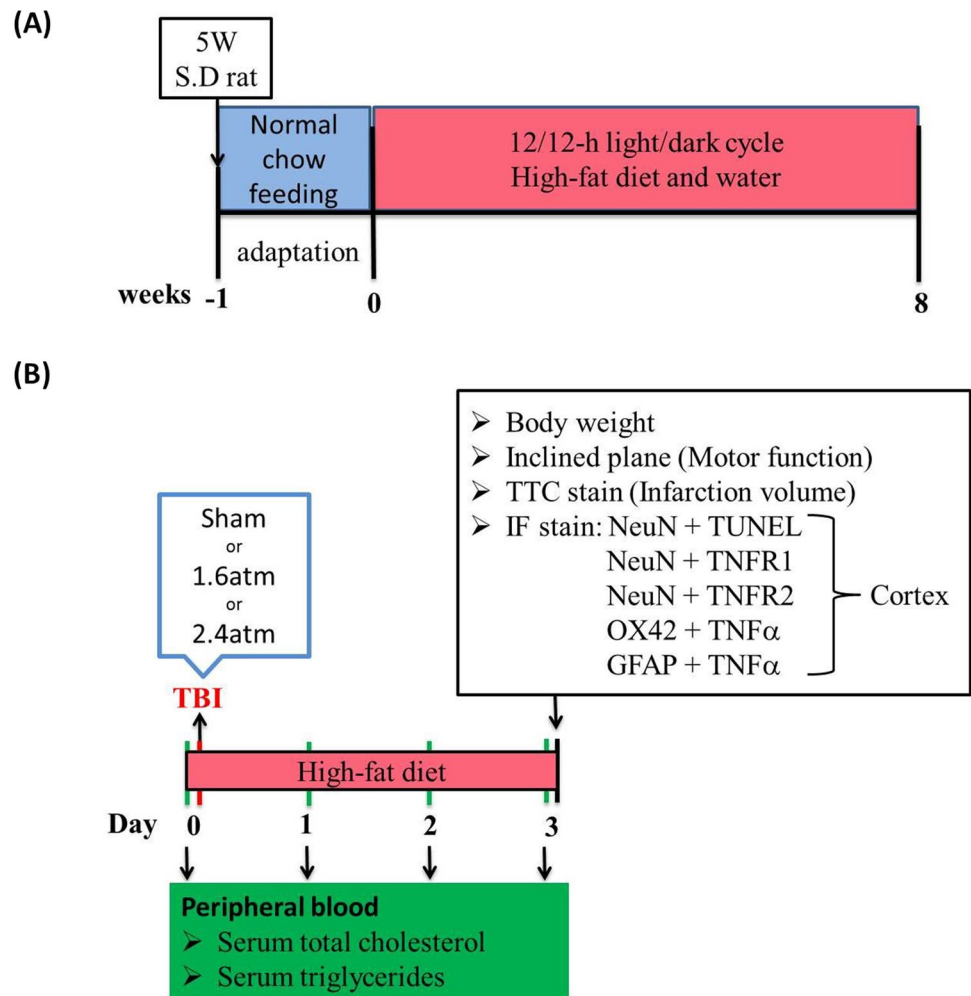 (A)
5W
S.D rat
Normal
chow
feeding
12/12-h light/dark cycle
High-fat diet and water
adaptation
weeks -1 0 8
(B)
➢ Body weight
➢ Inclined plane (Motor function)
➢ TTC stain (Infarction volume)
➢ IF stain: NeuN + TUNEL
NeuN + TNFR1
NeuN + TNFR2
OX42 + TNFα
GFAP + TNFα
Cortex
Sham
or
1.6atm
or
2.4atm
TBI
High-fat diet
Day 0 1 2 3
Peripheral blood
➢ Serum total cholesterol
➢ Serum triglycerides